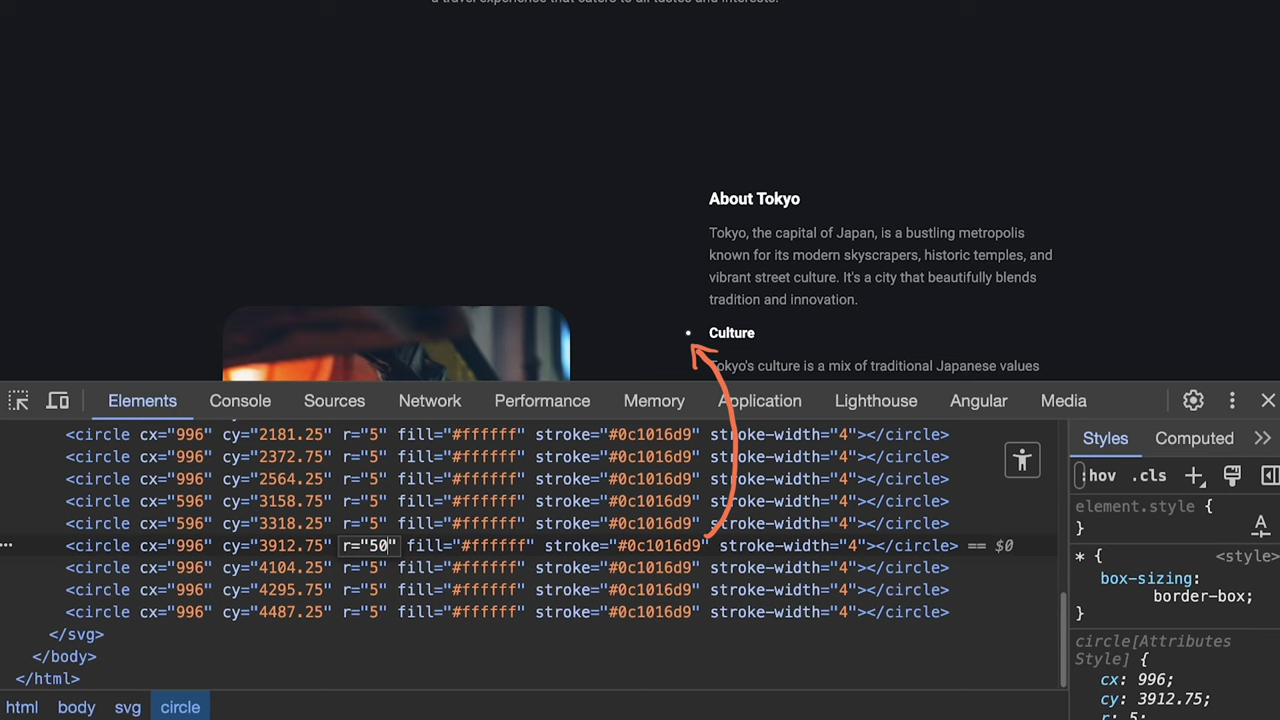 a travel experience that caters to all tastes and interests.
About Tokyo
Tokyo, the capital of Japan, is a bustling metropolis
known for its modern skyscrapers, historic temples, and
vibrant street culture. It's a city that beautifully blends
tradition and innovation.
Culture
Tokyo's culture is a mix of traditional Japanese values
Elements Console Sources Network Performance Memory Application Lighthouse Angular Media
<circle cx="996" cy="2181.25" r="5" fill="#ffffff" stroke="#0c1016d9" stroke-width="4"></circle>
<circle cx="996" cy="2372.75" r="5" fill="#ffffff" stroke="#0c1016d9" stroke-width="4"></circle>
<circle cx="996" cy="2564.25" r="5" fill="#ffffff" stroke="#0c1016d9" stroke-width="4"></circle>
<circle cx="596" cy="3158.75" r="5" fill="#ffffff" stroke="#0c1016d9" stroke-width="4"></circle>
<circle cx="596" cy="3318.25" r="5" fill="#ffffff" stroke="#0c1016d9" stroke-width="4"></circle>
<circle cx="996" cy="3912.75" r="50" fill="#ffffff" stroke="#0c1016d9" stroke-width="4"></circle> == $0
<circle cx="996" cy="4104.25" r="5" fill="#ffffff" stroke="#0c1016d9" stroke-width="4"></circle>
<circle cx="996" cy="4295.75" r="5" fill="#ffffff" stroke="#0c1016d9" stroke-width="4"></circle>
<circle cx="996" cy="4487.25" r="5" fill="#ffffff" stroke="#0c1016d9" stroke-width="4"></circle>
</svg>
</body>
</html>
html body svg circle
Styles Computed
:hov .cls
element.style {
}
* { <style>
box-sizing:
border-box;
}
circle[Attributes
Style] {
cx: 996;
cy: 3912.75;
r: 5;